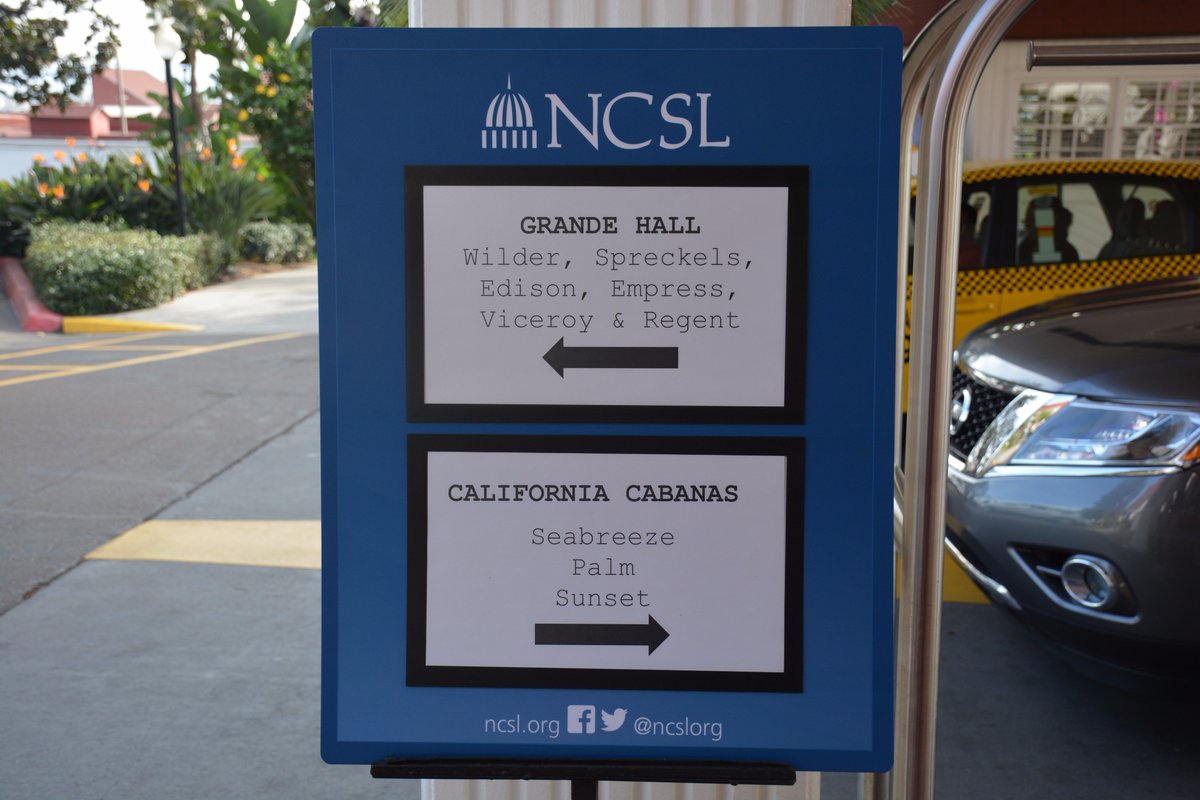 NCSL
GRANDE HALL
Wilder, Spreckels,
Edison, Empress,
Viceroy & Regent
CALIFORNIA CABANAS
Seabreeze
Palm
Sunset
ncsl.org @ncslorg